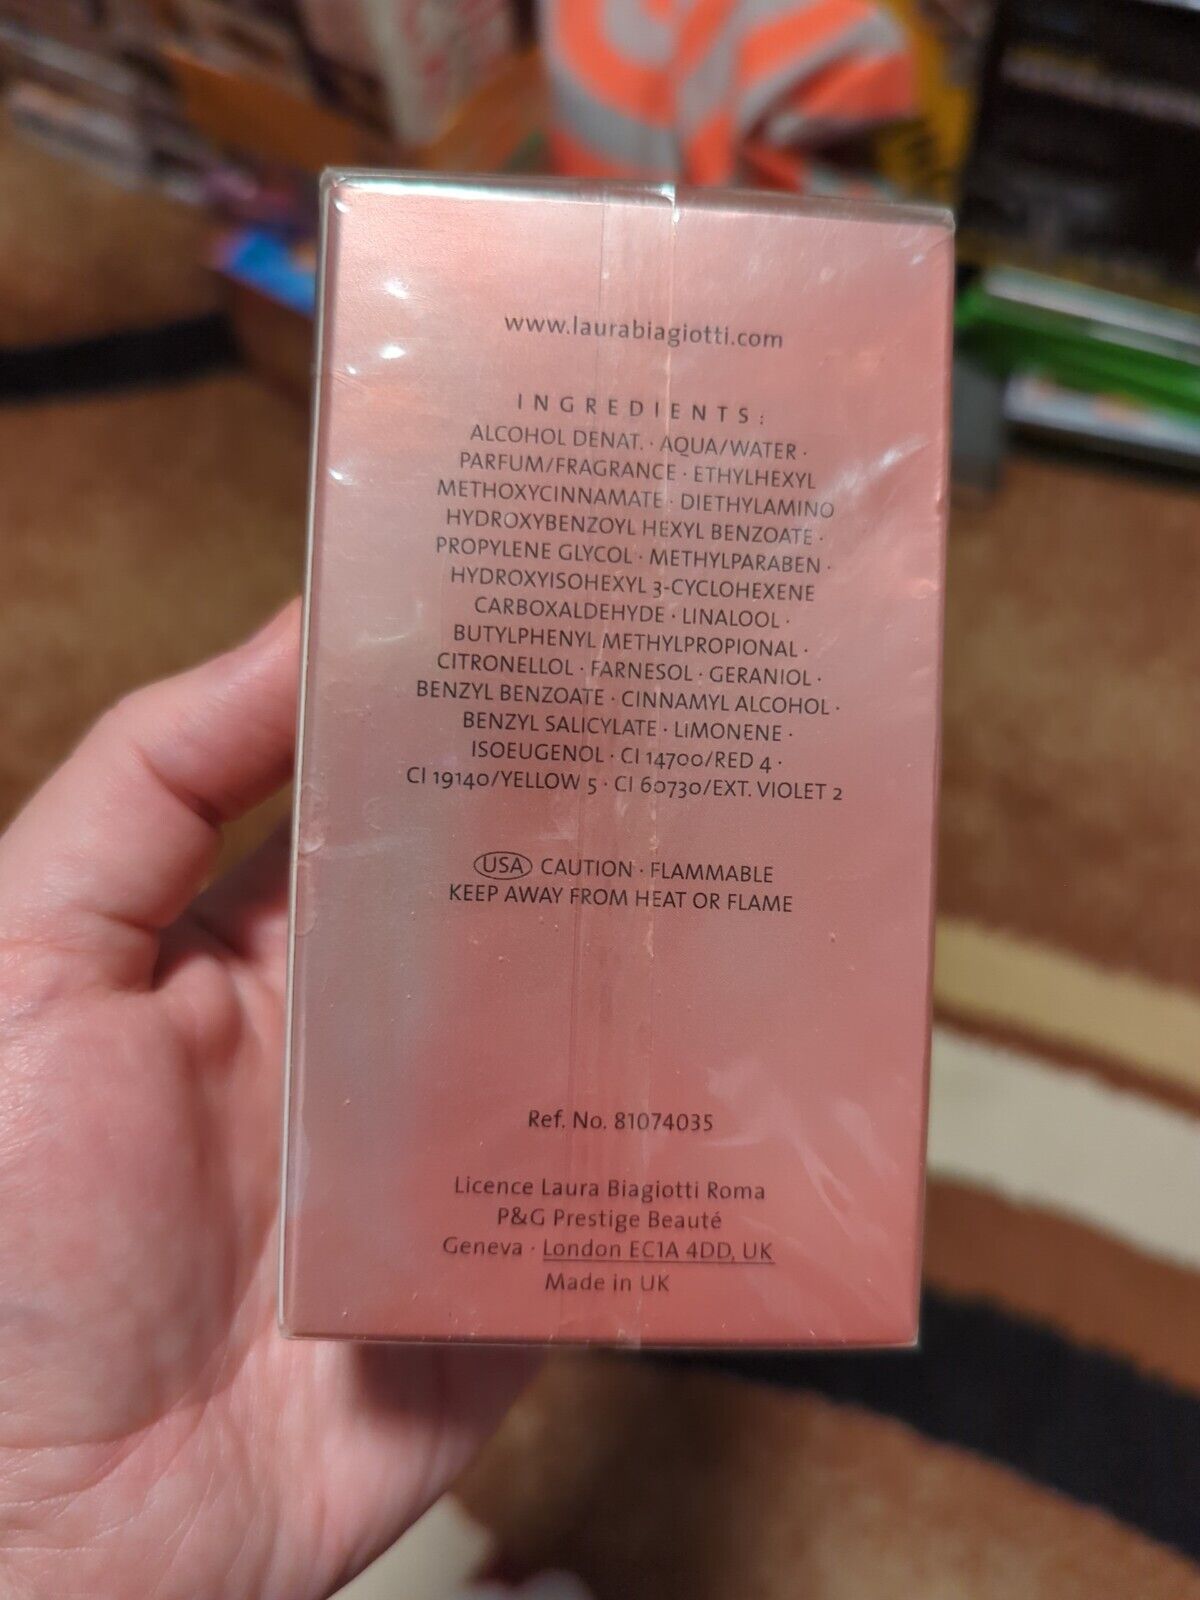 www.laurabiagiotti.com
INGREDIENTS:
ALCOHOL DENAT. · AQUA/WATER ·
PARFUM/FRAGRANCE · ETHYLHEXYL
METHOXYCINNAMATE · DIETHYLAMINO
HYDROXYBENZOYL HEXYL BENZOATE ·
PROPYLENE GLYCOL · METHYLPARABEN ·
HYDROXYISOHEXYL 3-CYCLOHEXENE
CARBOXALDEHYDE · LINALOOL ·
BUTYLPHENYL METHYLPROPIONAL ·
CITRONELLOL · FARNESOL · GERANIOL ·
BENZYL BENZOATE · CINNAMYL ALCOHOL ·
BENZYL SALICYLATE · LIMONENE ·
ISOEUGENOL · CI 14700/RED 4 ·
CI 19140/YELLOW 5 · CI 60730/EXT. VIOLET 2
USA CAUTION · FLAMMABLE
KEEP AWAY FROM HEAT OR FLAME
Ref. No. 81074035
Licence Laura Biagiotti Roma
P&G Prestige Beauté
Geneva · London EC1A 4DD, UK
Made in UK